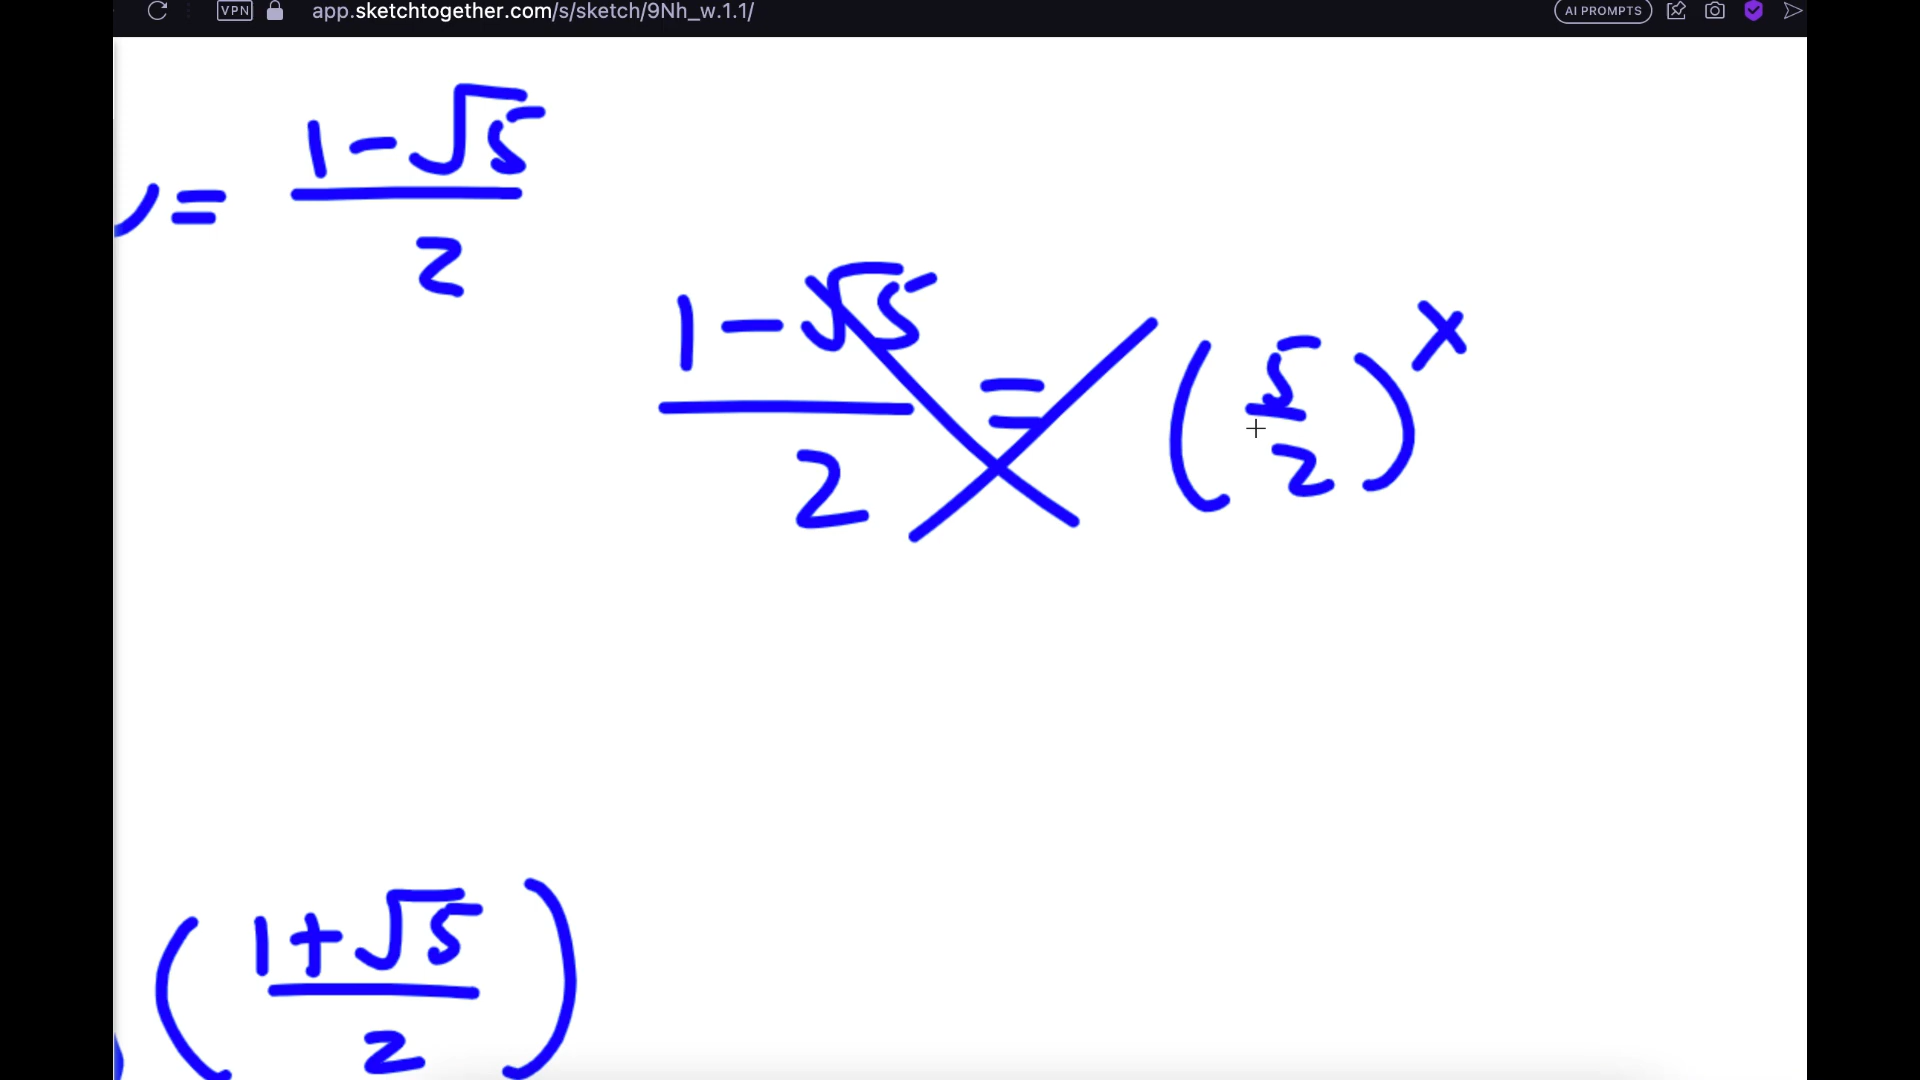 VPN app.sketchtogether.com/s/sketch/9Nh_w.1.1/ AI PROMPTS
= (1-√5)/2
(1-√5)/2 = (5/2)^x
((1+√5)/2)